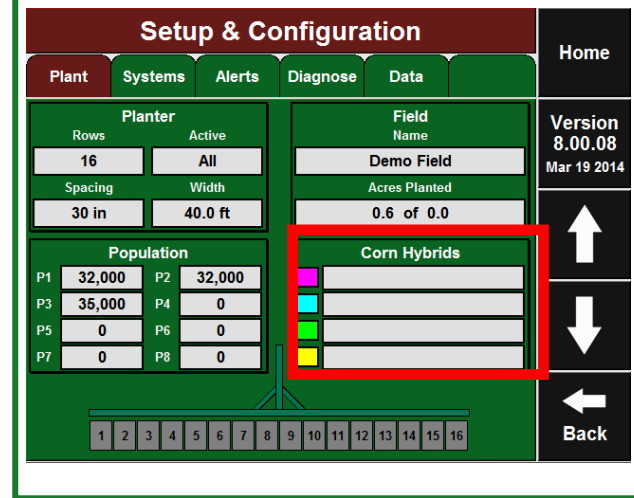 Setup & Configuration
Home
Plant Systems Alerts Diagnose Data
Version
8.00.08
Mar 19 2014
Planter
Rows Active
16 All
Spacing Width
30 in 40.0 ft
Field
Name
Demo Field
Acres Planted
0.6 of 0.0
Population
P1 32,000 P2 32,000
P3 35,000 P4 0
P5 0 P6 0
P7 0 P8 0
Corn Hybrids
1 2 3 4 5 6 7 8 9 10 11 12 13 14 15 16
Back